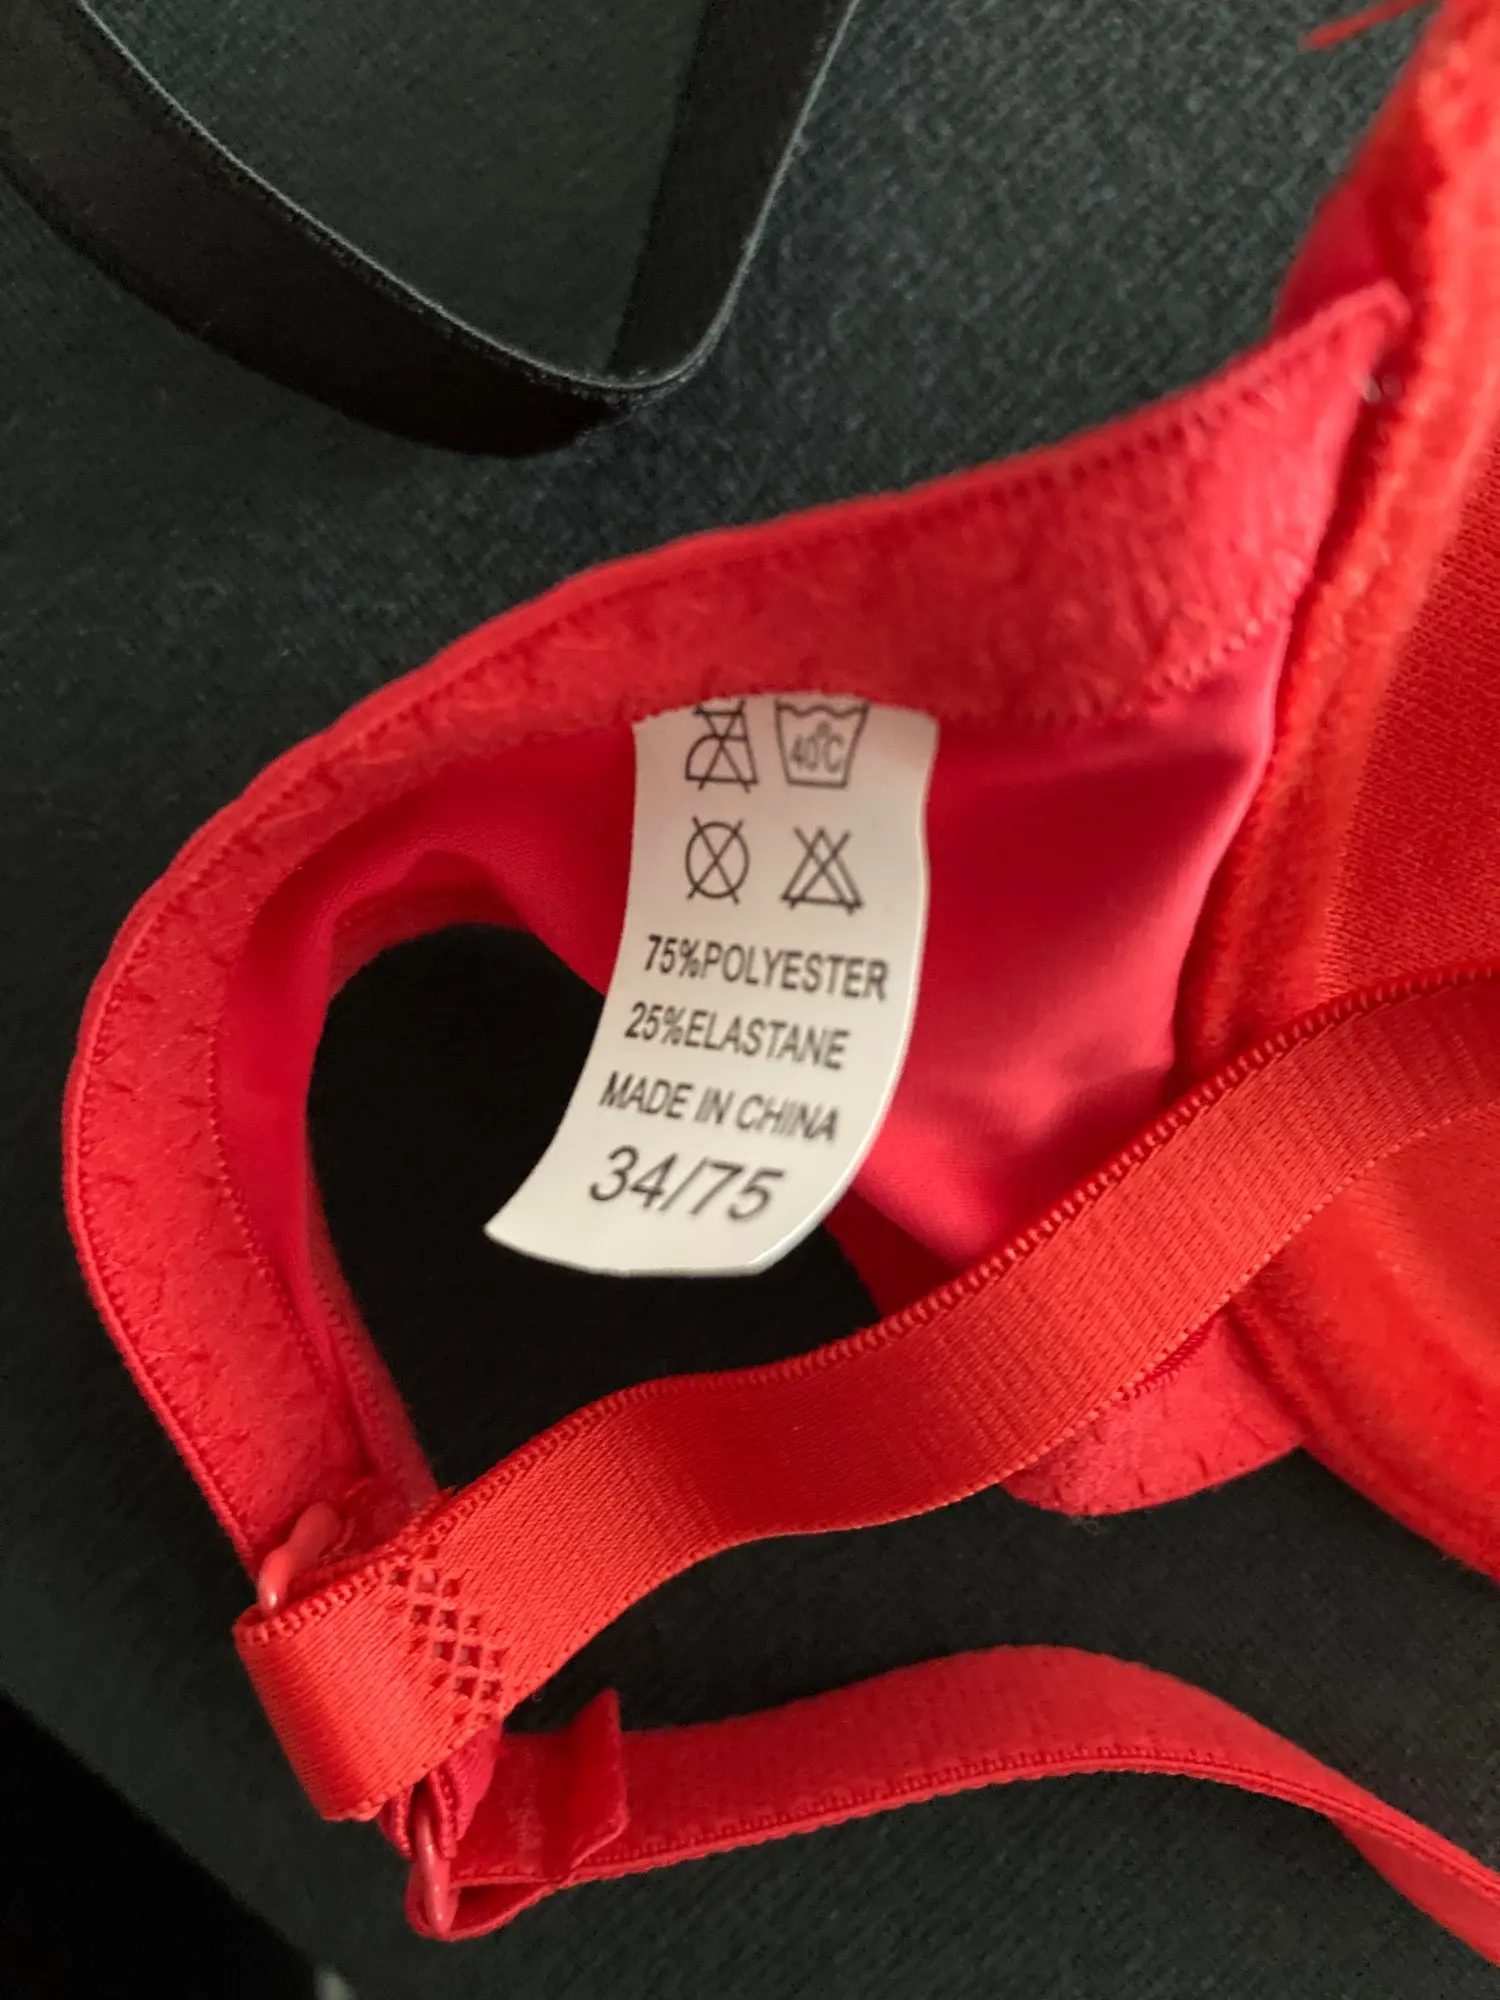 40°C
75%POLYESTER
25%ELASTANE
MADE IN CHINA
34/75